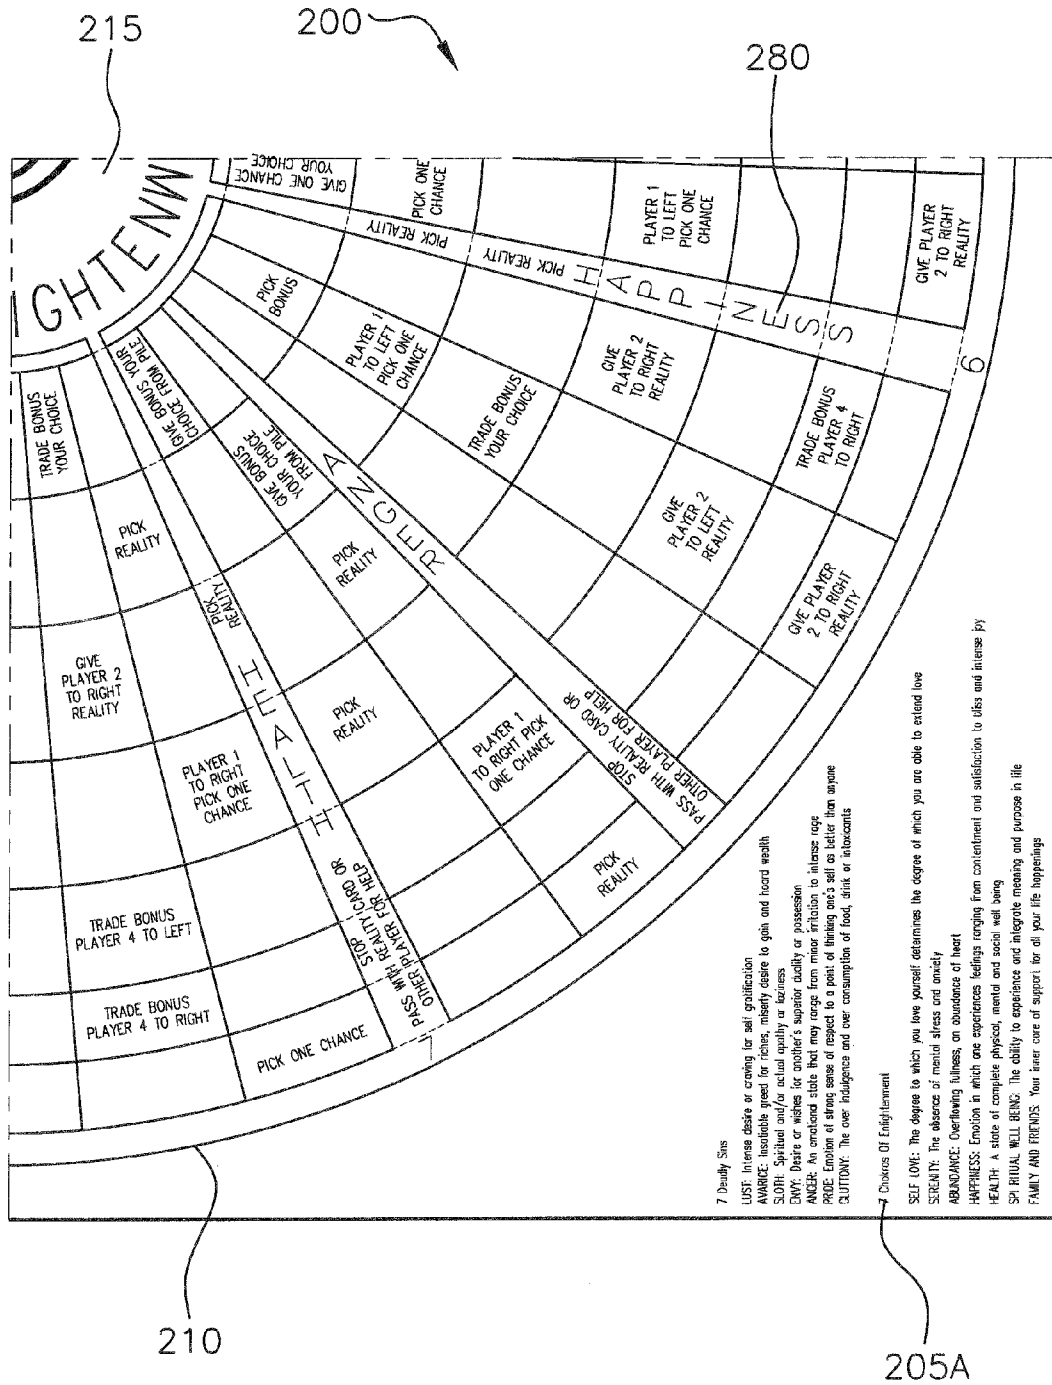 215
200
280
IGHTENW
GIVE ONE CHANCE
YOUR CHOICE
PICK ONE
CHANCE
PLAYER 1
TO LEFT
PICK ONE
CHANCE
GIVE PLAYER
2 TO RIGHT
REALITY
PICK REALITY
PICK REALITY
HAPPINESS
6
PICK
BONUS
PLAYER 1
TO LEFT
PICK ONE
CHANCE
TRADE BONUS
YOUR CHOICE
GIVE
PLAYER 2
TO RIGHT
REALITY
GIVE
PLAYER 2
TO LEFT
REALITY
TRADE BONUS
PLAYER 4
TO RIGHT
GIVE PLAYER
2 TO RIGHT
REALITY
ANGER
STOP
PASS WITH REALITY CARD OR
OTHER PLAYER FOR HELP
GIVE BONUS YOUR
CHOICE FROM PILE
GIVE BONUS
YOUR CHOICE
FROM PILE
PICK
REALITY
PICK
REALITY
PLAYER 1
TO RIGHT PICK
ONE CHANCE
PICK
REALITY
PICK
REALITY
HEALTH
STOP
PASS WITH REALITY CARD OR
OTHER PLAYER FOR HELP
TRADE BONUS
YOUR CHOICE
PICK
REALITY
GIVE
PLAYER 2
TO RIGHT
REALITY
PLAYER 1
TO RIGHT
PICK ONE
CHANCE
TRADE BONUS
PLAYER 4 TO LEFT
TRADE BONUS
PLAYER 4 TO RIGHT
PICK ONE CHANCE
7 Deadly Sins
LUST: Intense desire or craving for self gratification
AVARICE: Insatiable greed for riches, miserly desire to gain and hoard wealth
SLOTH: Spiritual and/or actual apathy or laziness
ENVY: Desire or wishes for another's superior quality or possession
ANGER: An emotional state that may range from minor irritation to intense rage
PRIDE: Emotion of strong sense of respect to a point of thinking one's self as better than anyone
GLUTTONY: The over indulgence and over consumption of food, drink or intoxicants
7 Chakras Of Enlightenment
SELF LOVE: The degree to which you love yourself determines the degree of which you are able to extend love
SERENITY: The absence of mental stress and anxiety
ABUNDANCE: Overflowing fullness, an abundance of heart
HAPPINESS: Emotion in which one experiences feelings ranging from contentment and satisfaction to bliss and intense joy
HEALTH: A state of complete physical, mental and social well being
SPI RITUAL WELL BEING: The ability to experience and integrate meaning and purpose in life
FAMILY AND FRIENDS: Your inner core of support for all your life happenings
210
205A